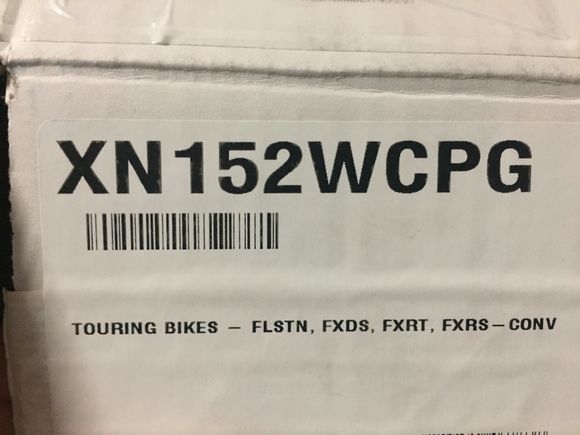 XN152WCPG
TOURING BIKES – FLSTN, FXDS, FXRT, FXRS–CONV